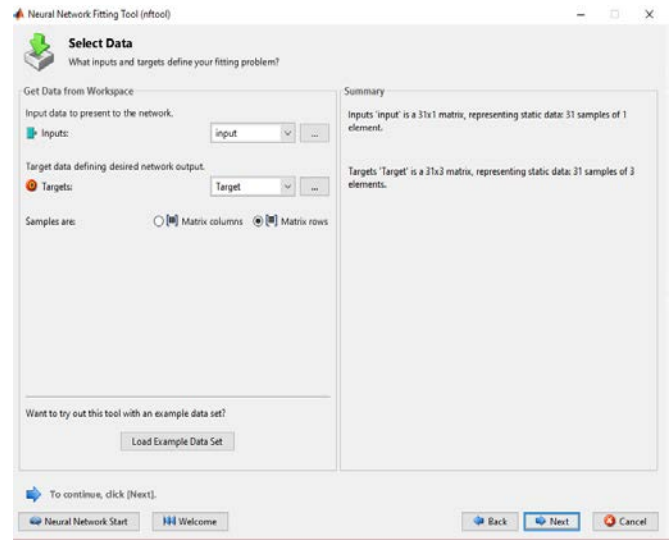 Neural Network Fitting Tool (nftool)
Select Data
What inputs and targets define your fitting problem?
Get Data from Workspace
Input data to present to the network.
Inputs:
input
...
Target data defining desired network output.
Targets:
Target
...
Samples are:
Matrix columns
Matrix rows
Want to try out this tool with an example data set?
Load Example Data Set
Summary
Inputs 'input' is a 31x1 matrix, representing static data: 31 samples of 1
element.
Targets 'Target' is a 31x3 matrix, representing static data: 31 samples of 3
elements.
To continue, click [Next].
Neural Network Start
Welcome
Back
Next
Cancel